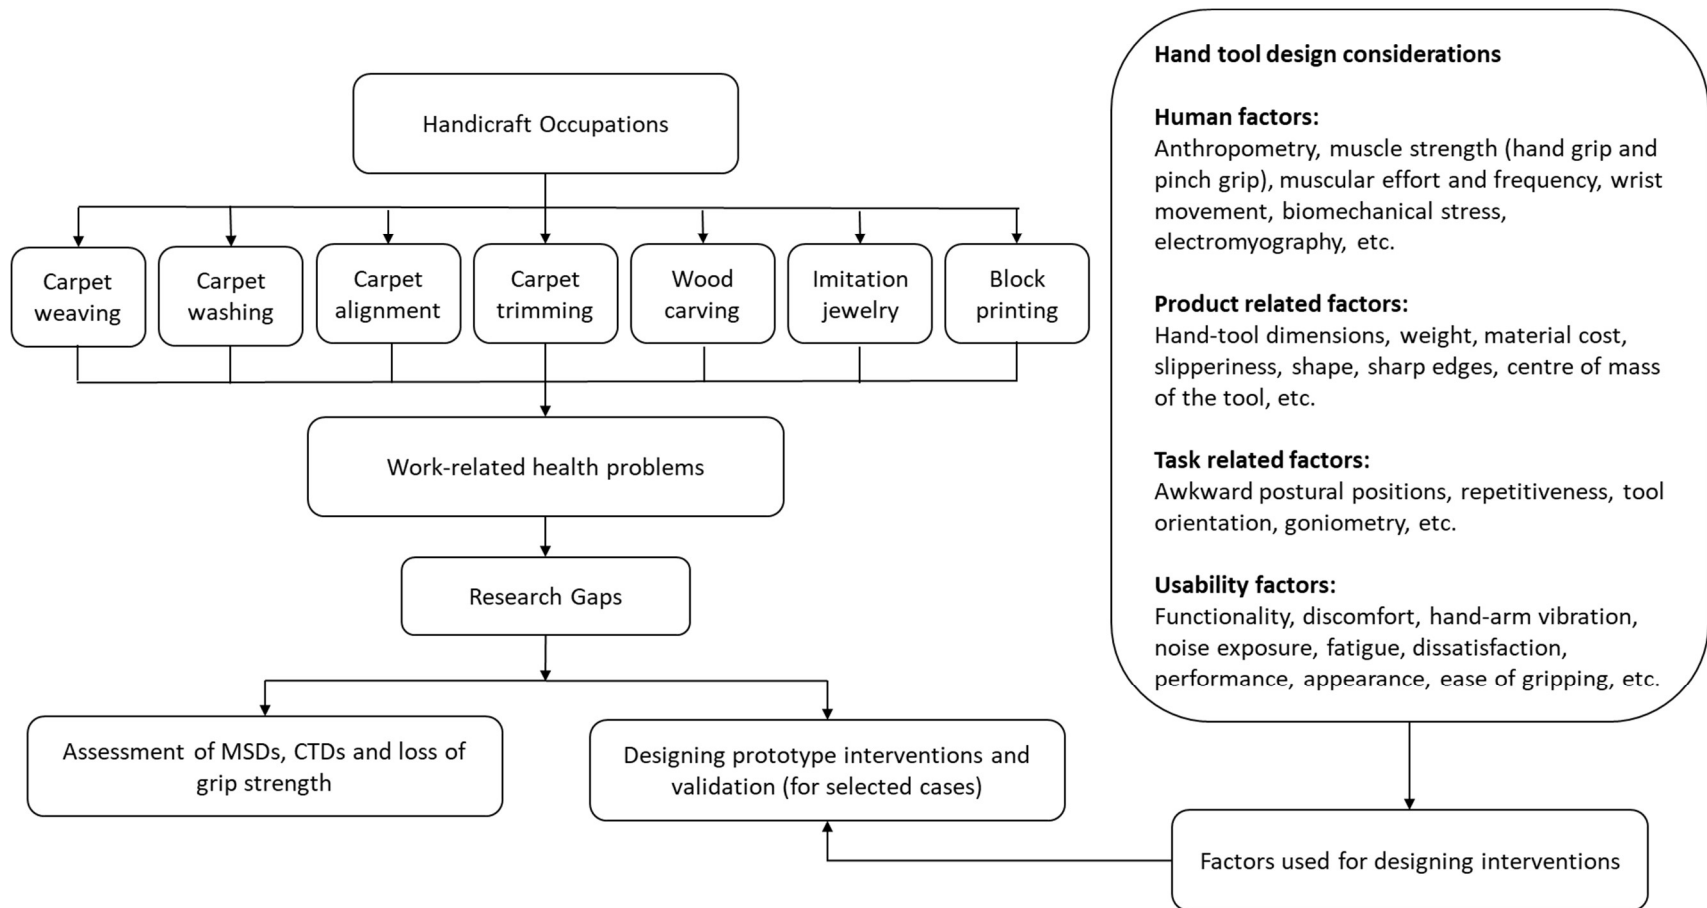 Handicraft Occupations
Carpet
weaving
Carpet
washing
Carpet
alignment
Carpet
trimming
Wood
carving
Imitation
jewelry
Block
printing
Work-related health problems
Research Gaps
Assessment of MSDs, CTDs and loss of
grip strength
Designing prototype interventions and
validation (for selected cases)
Hand tool design considerations
Human factors:
Anthropometry, muscle strength (hand grip and
pinch grip), muscular effort and frequency, wrist
movement, biomechanical stress,
electromyography, etc.
Product related factors:
Hand-tool dimensions, weight, material cost,
slipperiness, shape, sharp edges, centre of mass
of the tool, etc.
Task related factors:
Awkward postural positions, repetitiveness, tool
orientation, goniometry, etc.
Usability factors:
Functionality, discomfort, hand-arm vibration,
noise exposure, fatigue, dissatisfaction,
performance, appearance, ease of gripping, etc.
Factors used for designing interventions